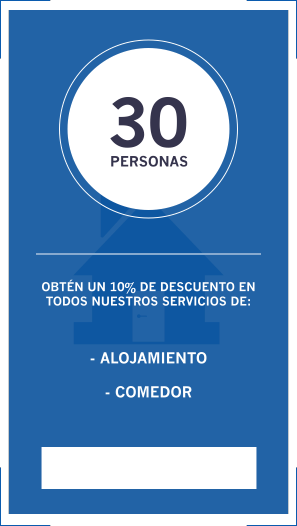 30
PERSONAS
OBTÉN UN 10% DE DESCUENTO EN
TODOS NUESTROS SERVICIOS DE:
- ALOJAMIENTO
- COMEDOR